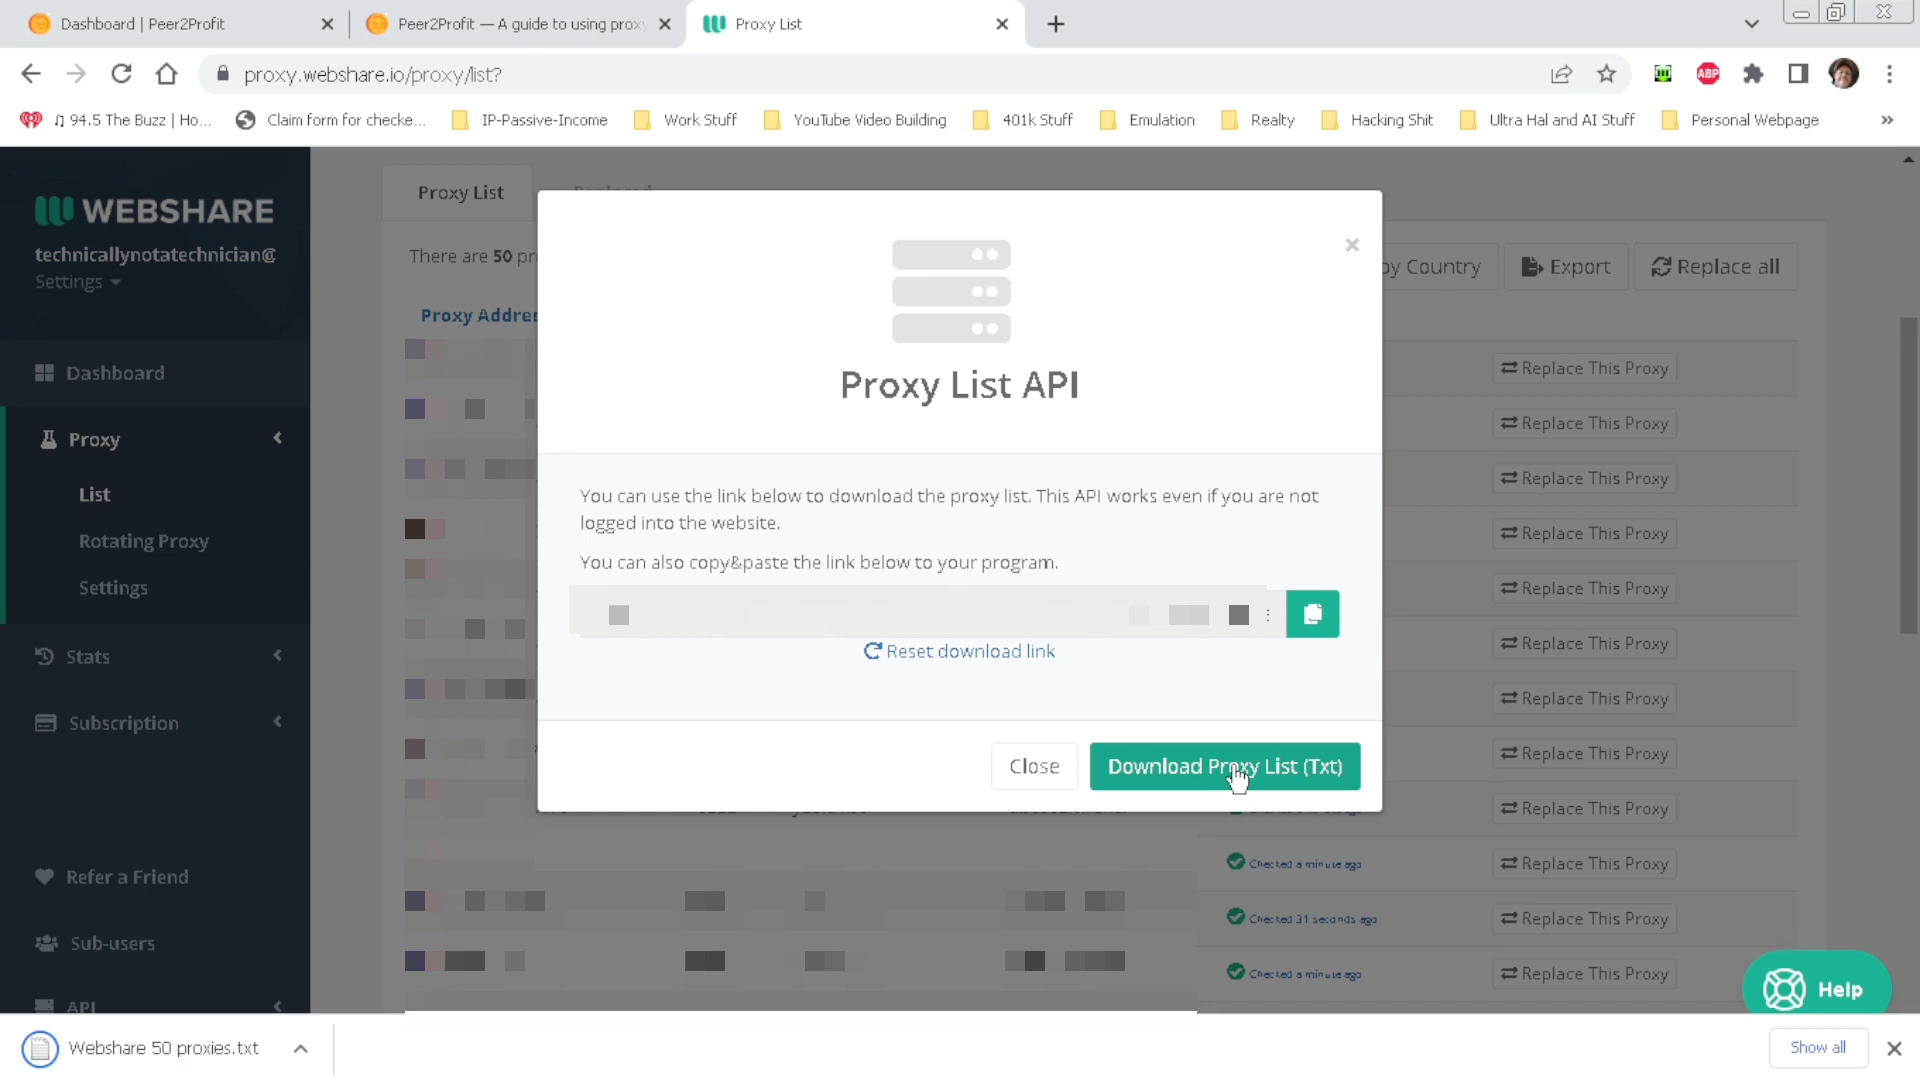 Dashboard | Peer2Profit
Peer2Profit — A guide to using prox
Proxy List
proxy.webshare.io/proxy/list?
ABP
♫ 94.5 The Buzz | Ho...
Claim form for checke...
IP-Passive-Income
Work Stuff
YouTube Video Building
401k Stuff
Emulation
Realty
Hacking Shit
Ultra Hal and AI Stuff
Personal Webpage
»
WEBSHARE
technicallynotatechnician@
Settings
Dashboard
Proxy
List
Rotating Proxy
Settings
Stats
Subscription
Refer a Friend
Sub-users
API
Proxy List
Replaced
There are 50 pr
by Country
Export
Replace all
Proxy Addres
Proxy List API
You can use the link below to download the proxy list. This API works even if you are not
logged into the website.
You can also copy&paste the link below to your program.
Reset download link
Close
Download Proxy List (Txt)
Replace This Proxy
Replace This Proxy
Replace This Proxy
Replace This Proxy
Replace This Proxy
Replace This Proxy
Replace This Proxy
Replace This Proxy
Replace This Proxy
Checked a minute ago
Replace This Proxy
Checked 31 seconds ago
Replace This Proxy
Checked a minute ago
Replace This Proxy
Help
Webshare 50 proxies.txt
Show all